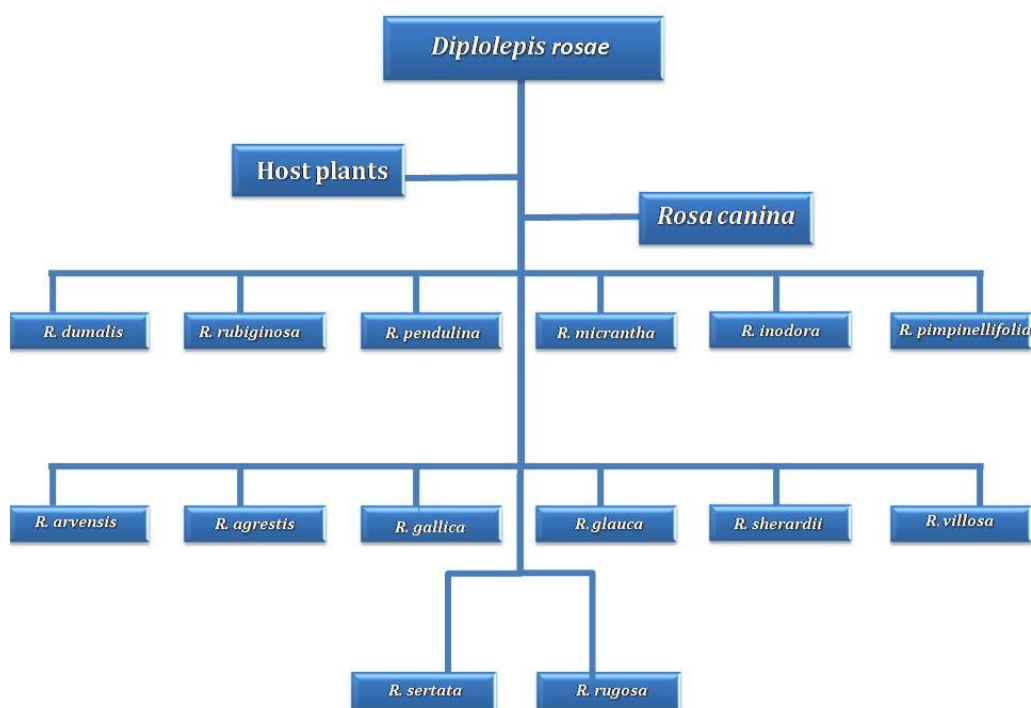 Diplolepis rosae
Host plants
Rosa canina
R. dumalis
R. rubiginosa
R. pendulina
R. micrantha
R. inodora
R. pimpinellifolia
R. arvensis
R. agrestis
R. gallica
R. glauca
R. sherardii
R. villosa
R. sertata
R. rugosa